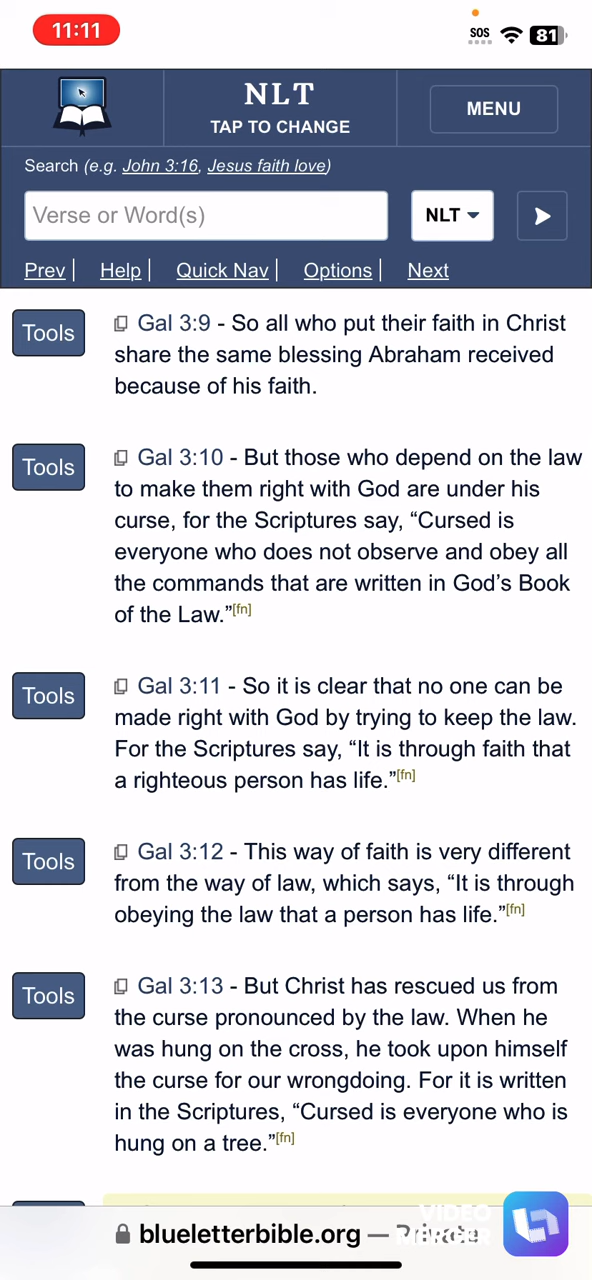 11:11
SOS
81
NLT
TAP TO CHANGE
MENU
Search (e.g. John 3:16, Jesus faith love)
Verse or Word(s)
NLT
Prev |
Help |
Quick Nav |
Options |
Next
Tools
Gal 3:9 - So all who put their faith in Christ
share the same blessing Abraham received
because of his faith.
Tools
Gal 3:10 - But those who depend on the law
to make them right with God are under his
curse, for the Scriptures say, “Cursed is
everyone who does not observe and obey all
the commands that are written in God’s Book
of the Law.”[fn]
Tools
Gal 3:11 - So it is clear that no one can be
made right with God by trying to keep the law.
For the Scriptures say, “It is through faith that
a righteous person has life.”[fn]
Tools
Gal 3:12 - This way of faith is very different
from the way of law, which says, “It is through
obeying the law that a person has life.”[fn]
Tools
Gal 3:13 - But Christ has rescued us from
the curse pronounced by the law. When he
was hung on the cross, he took upon himself
the curse for our wrongdoing. For it is written
in the Scriptures, “Cursed is everyone who is
hung on a tree.”[fn]
blueletterbible.org — Private
VIDEO
MERGER